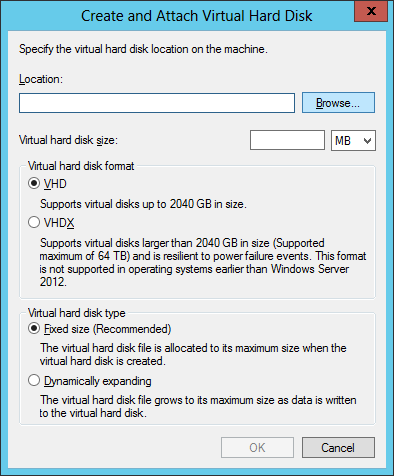 Create and Attach Virtual Hard Disk
x
Specify the virtual hard disk location on the machine.
Location:
Browse...
Virtual hard disk size:
MB
Virtual hard disk format
VHD
Supports virtual disks up to 2040 GB in size.
VHDX
Supports virtual disks larger than 2040 GB in size (Supported
maximum of 64 TB) and is resilient to power failure events. This format
is not supported in operating systems earlier than Windows Server
2012.
Virtual hard disk type
Fixed size (Recommended)
The virtual hard disk file is allocated to its maximum size when the
virtual hard disk is created.
Dynamically expanding
The virtual hard disk file grows to its maximum size as data is written
to the virtual hard disk.
OK
Cancel